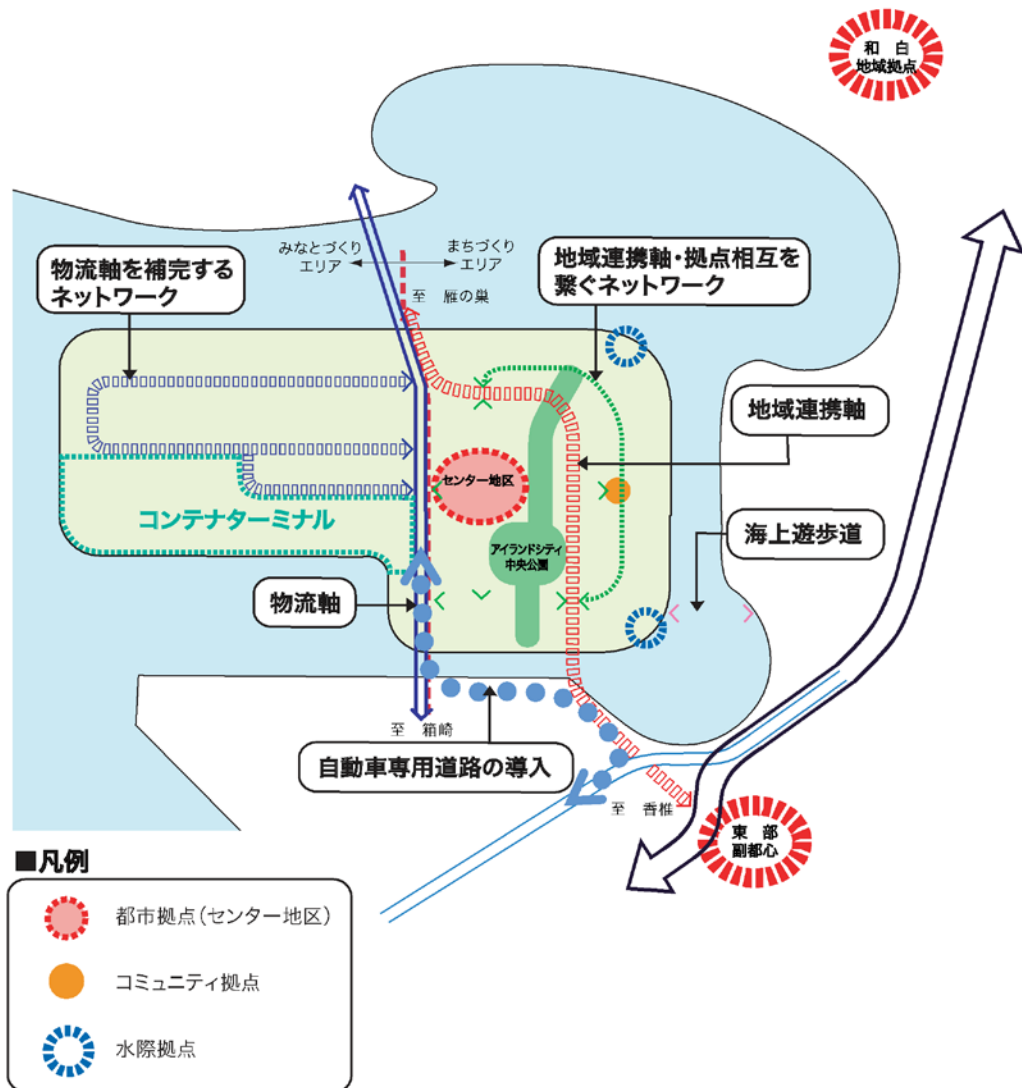 和 白
地域拠点
みなとづくり
エリア
まちづくり
エリア
物流軸を補完する
ネットワーク
地域連携軸・拠点相互を
繋ぐネットワーク
至 雁の巣
地域連携軸
センター地区
コンテナターミナル
アイランドシティ
中央公園
海上遊歩道
物流軸
至 箱崎
自動車専用道路の導入
至 香椎
東 部
副都心
■凡例
都市拠点（センター地区）
コミュニティ拠点
水際拠点